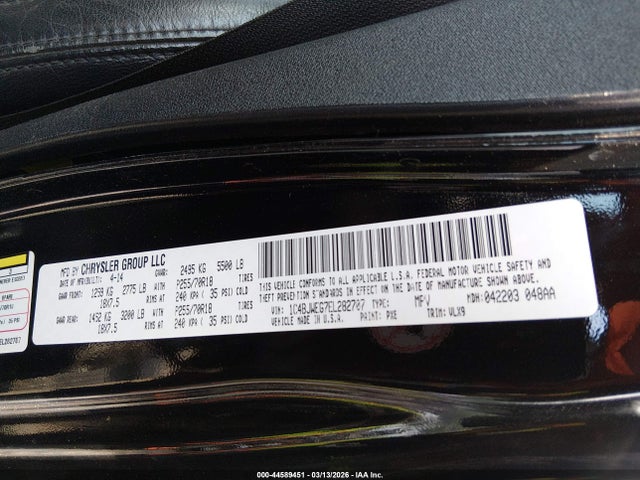 MFD BY CHRYSLER GROUP LLC
DATE OF MFR: 4-14 GVWR: 2495 KG 5500 LB
GAWR FRONT: 1259 KG 2775 LB WITH P255/70R18 TIRES
18X7.5 RIMS AT 240 KPA ( 35 PSI) COLD
GAWR REAR: 1452 KG 3200 LB WITH P255/70R18 TIRES
18X7.5 RIMS AT 240 KPA ( 35 PSI) COLD
THIS VEHICLE CONFORMS TO ALL APPLICABLE U.S.A. FEDERAL MOTOR VEHICLE SAFETY AND
THEFT PREVENTION STANDARDS IN EFFECT ON THE DATE OF MANUFACTURE SHOWN ABOVE.
VIN: 1C4BJWEG7EL282707 TYPE: MPV MDH: 042203 048AA
VEHICLE MADE IN U.S.A. PAINT: PXE TRIM: VLX9
SPARE
000-44589451 - 03/13/2026 - IAA Inc.